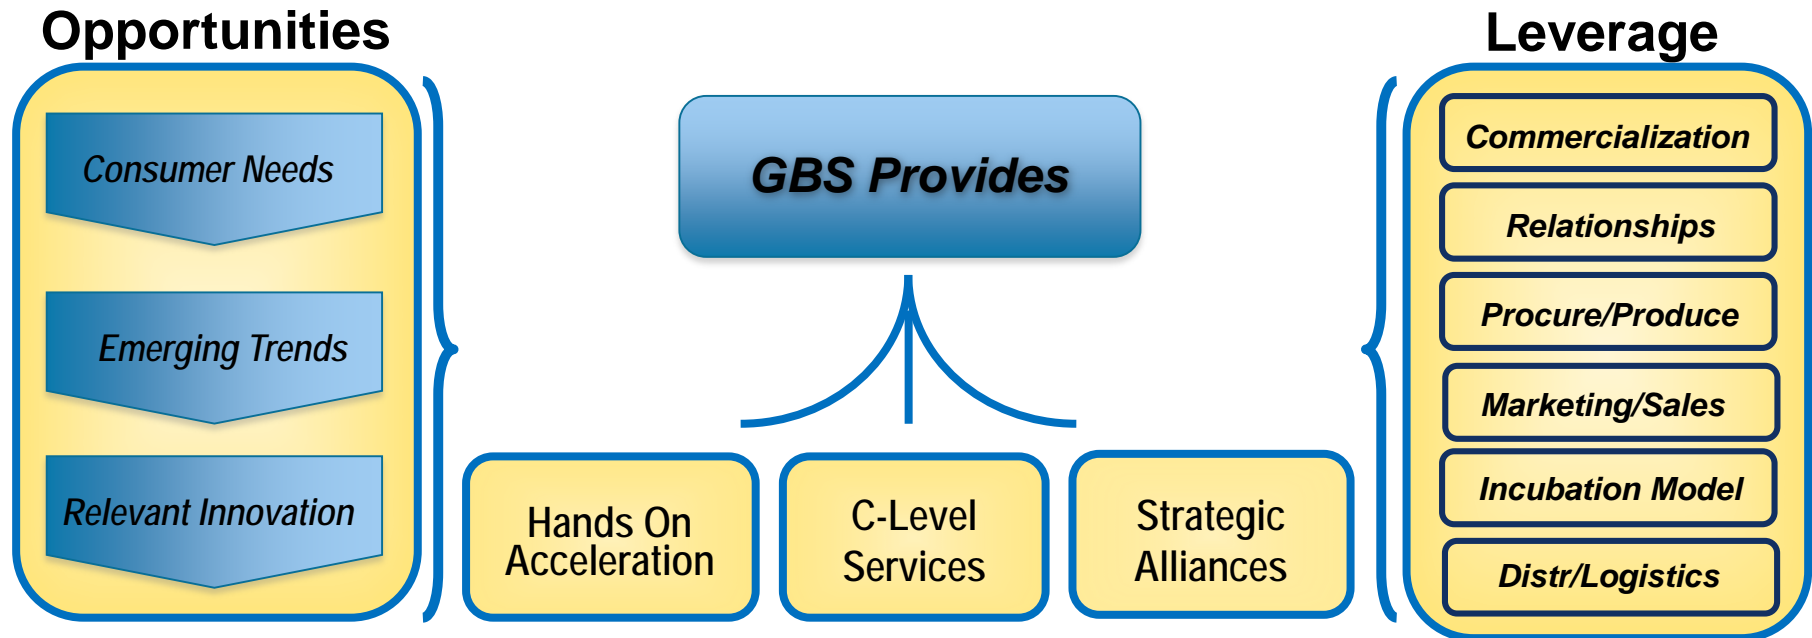 Opportunities
Consumer Needs
Emerging Trends
Relevant Innovation
GBS Provides
Hands On
Acceleration
C-Level
Services
Strategic
Alliances
Leverage
Commercialization
Relationships
Procure/Produce
Marketing/Sales
Incubation Model
Distr/Logistics